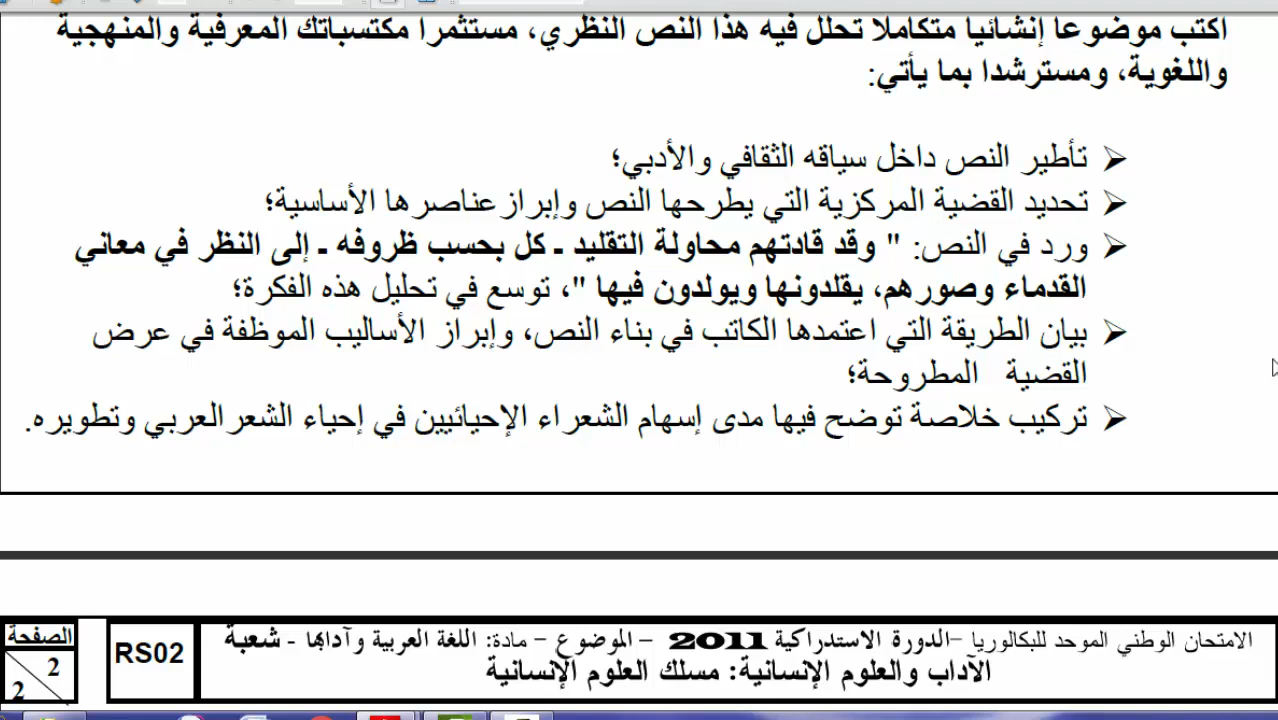 اكتب موضوعا إنشائيا متكاملا تحلل فيه هذا النص النظري، مستثمرا مكتسباتك المعرفية والمنهجية
واللغوية، ومسترشدا بما يأتي:
➢ تأطير النص داخل سياقه الثقافي والأدبي؛
➢ تحديد القضية المركزية التي يطرحها النص وإبراز عناصرها الأساسية؛
➢ ورد في النص: " وقد قادتهم محاولة التقليد ـ كل بحسب ظروفه ـ إلى النظر في معاني
القدماء وصورهم، يقلدونها ويولدون فيها "، توسع في تحليل هذه الفكرة؛
➢ بيان الطريقة التي اعتمدها الكاتب في بناء النص، وإبراز الأساليب الموظفة في عرض
القضية المطروحة؛
➢ تركيب خلاصة توضح فيها مدى إسهام الشعراء الإحيائيين في إحياء الشعر العربي وتطويره.
الصفحة
2
2
RS02
الامتحان الوطني الموحد للبكالوريا –الدورة الاستدراكية 2011 – الموضوع – مادة: اللغة العربية وآدابها - شعبة
الآداب والعلوم الإنسانية: مسلك العلوم الإنسانية